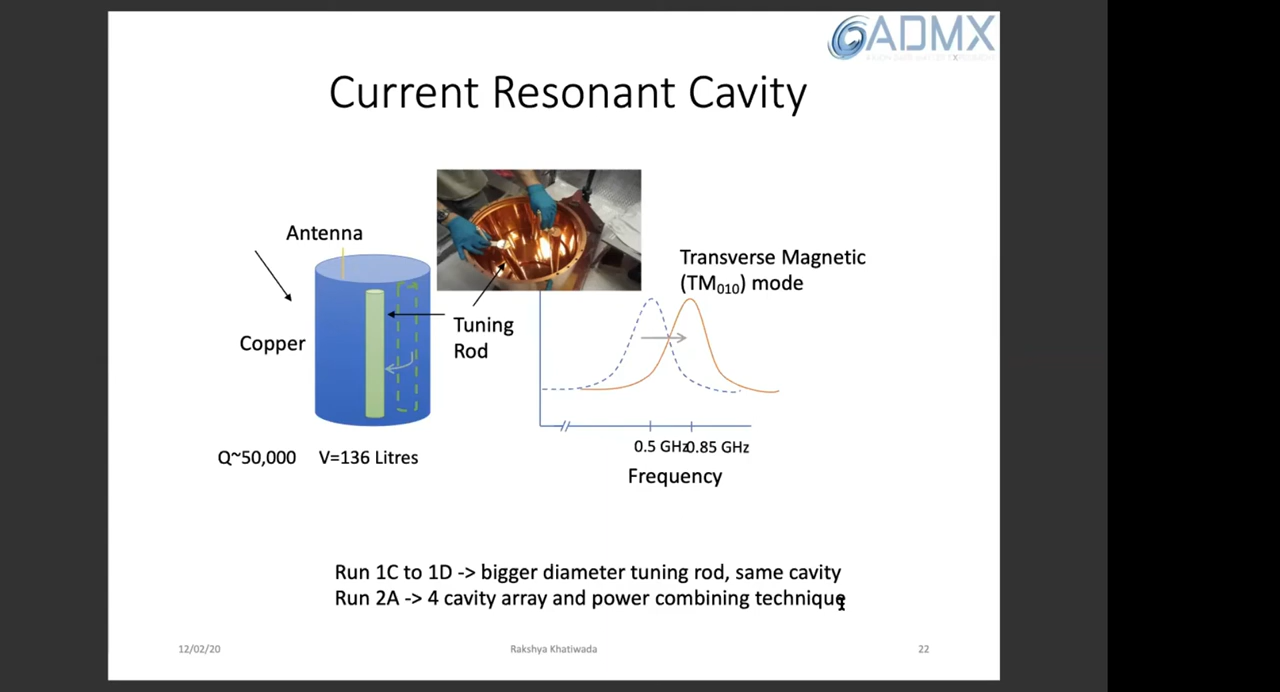 ADMX
Current Resonant Cavity
Antenna
Copper
Tuning
Rod
Transverse Magnetic
(TM₀₁₀) mode
0.5 GHz
0.85 GHz
Frequency
Q~50,000 V=136 Litres
Run 1C to 1D -> bigger diameter tuning rod, same cavity
Run 2A -> 4 cavity array and power combining technique
12/02/20
Rakshya Khatiwada
22